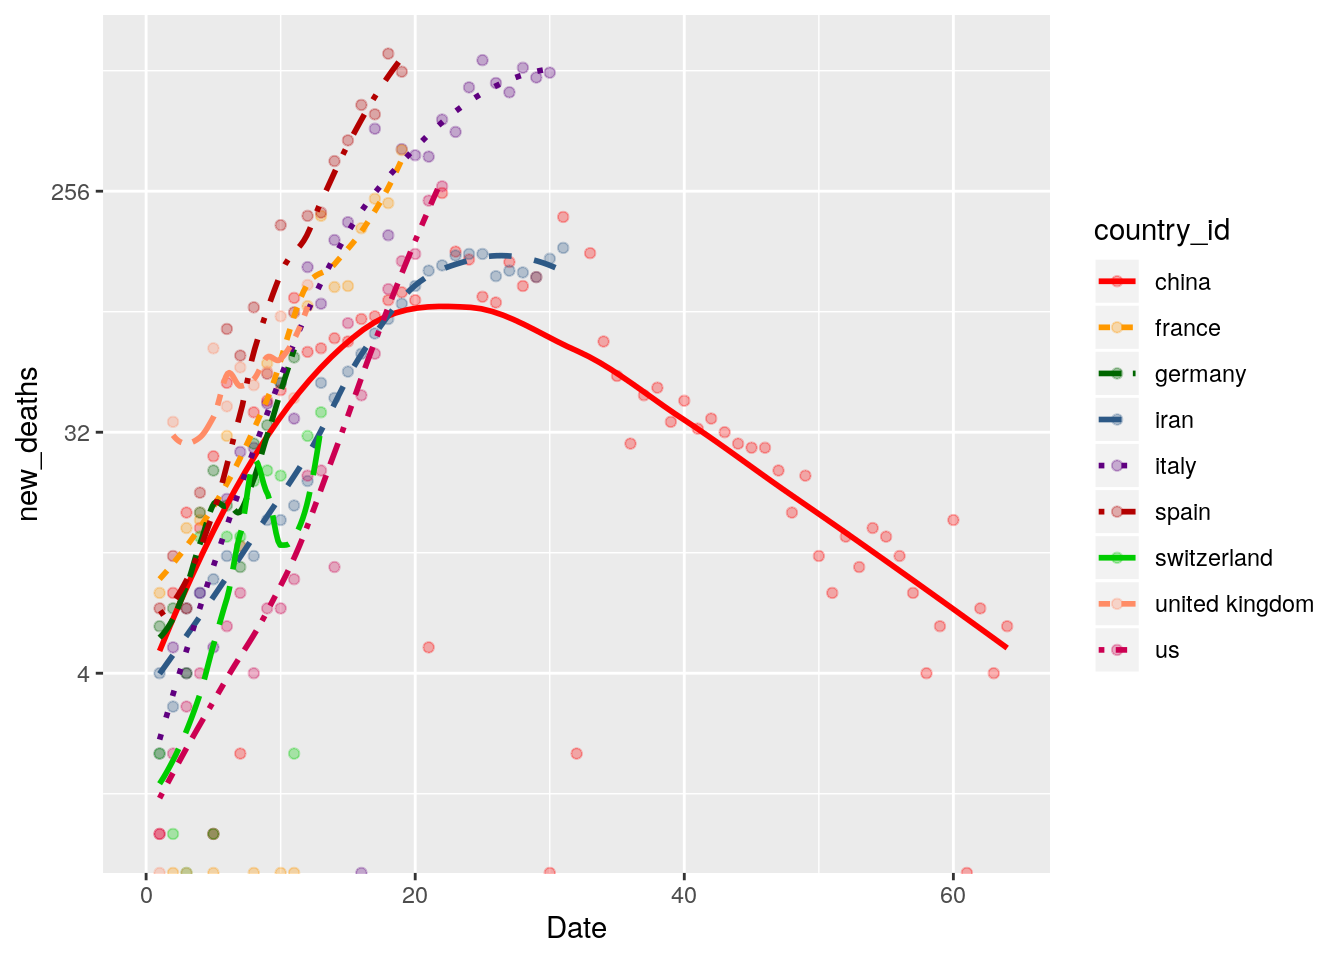 new_deaths
256
32
4
0
20
40
60
Date
country_id
china
france
germany
iran
italy
spain
switzerland
united kingdom
us